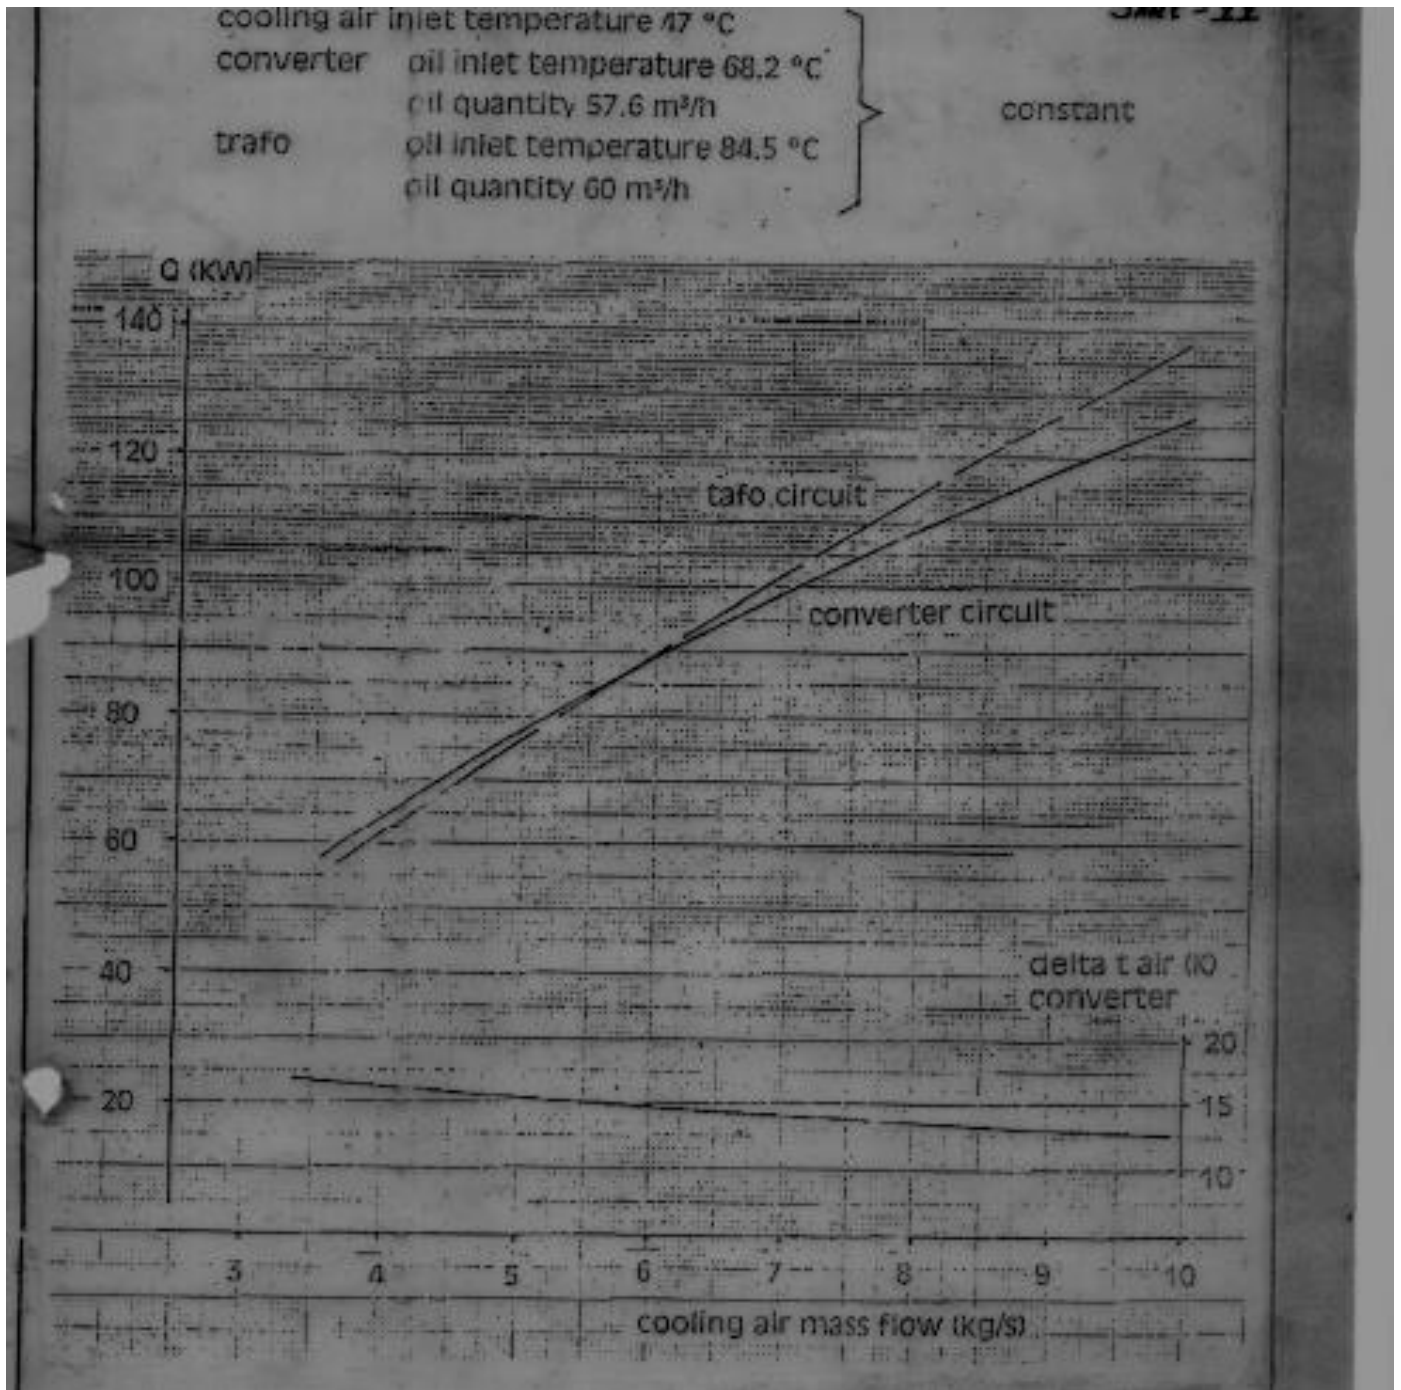 cooling air inlet temperature 47 °C
converter oil inlet temperature 68.2 °C
oil quantity 57.6 m³/h
constant
trafo oil inlet temperature 84.5 °C
oil quantity 60 m³/h
Q (KW)
140
120
tafo circuit
100
converter circuit
80
60
40
delta t air (K)
converter
20
20
15
10
3 4 5 6 7 8 9 10
cooling air mass flow (kg/s)